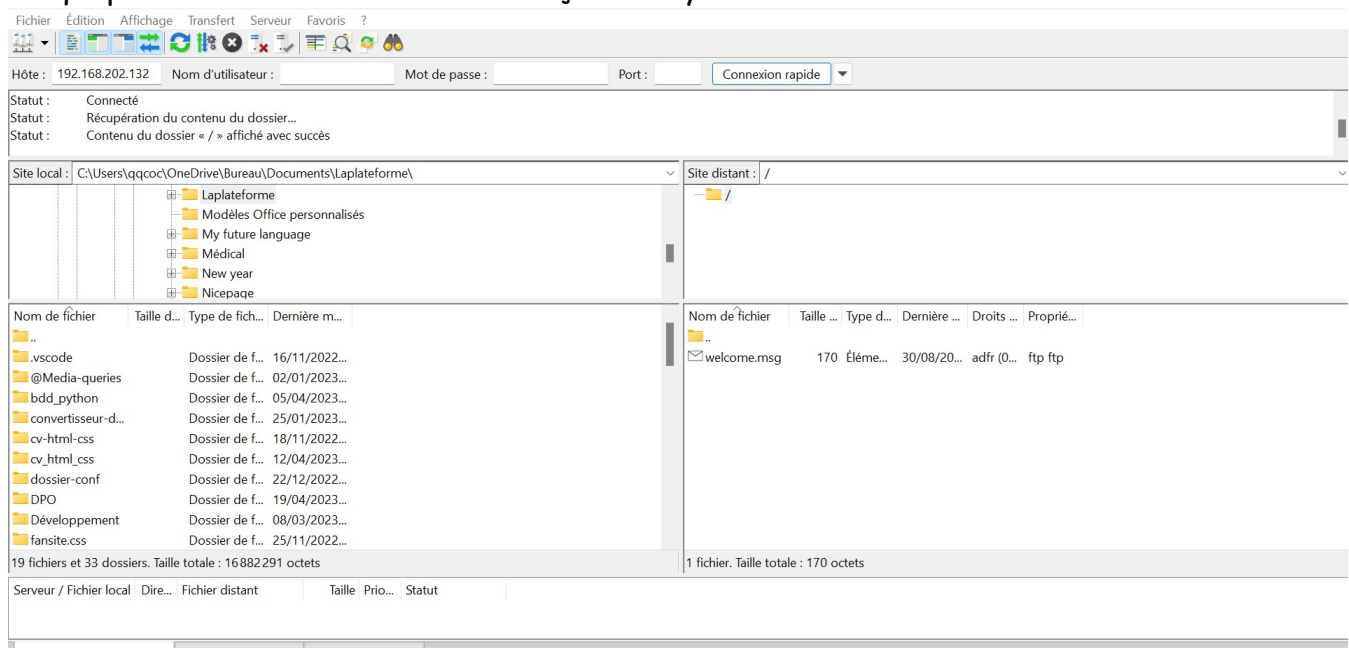 Fichier Édition Affichage Transfert Serveur Favoris ?
Hôte : 192.168.202.132 Nom d'utilisateur : Mot de passe : Port : Connexion rapide
Statut : Connecté
Statut : Récupération du contenu du dossier...
Statut : Contenu du dossier « / » affiché avec succès
Site local : C:\Users\qqcoc\OneDrive\Bureau\Documents\Laplateforme\
Laplateforme
Modèles Office personnalisés
My future language
Médical
New year
Nicepage
Site distant : /
/
Nom de fichier Taille d... Type de fich... Dernière m...
..
.vscode Dossier de f... 16/11/2022...
@Media-queries Dossier de f... 02/01/2023...
bdd_python Dossier de f... 05/04/2023...
convertisseur-d... Dossier de f... 25/01/2023...
cv-html-css Dossier de f... 18/11/2022...
cv_html_css Dossier de f... 12/04/2023...
dossier-conf Dossier de f... 22/12/2022...
DPO Dossier de f... 19/04/2023...
Développement Dossier de f... 08/03/2023...
fansite.css Dossier de f... 25/11/2022...
19 fichiers et 33 dossiers. Taille totale : 16 882 291 octets
Nom de fichier Taille ... Type d... Dernière ... Droits ... Proprié...
..
welcome.msg 170 Éléme... 30/08/20... adfr (0... ftp ftp
1 fichier. Taille totale : 170 octets
Serveur / Fichier local Dire... Fichier distant Taille Prio... Statut